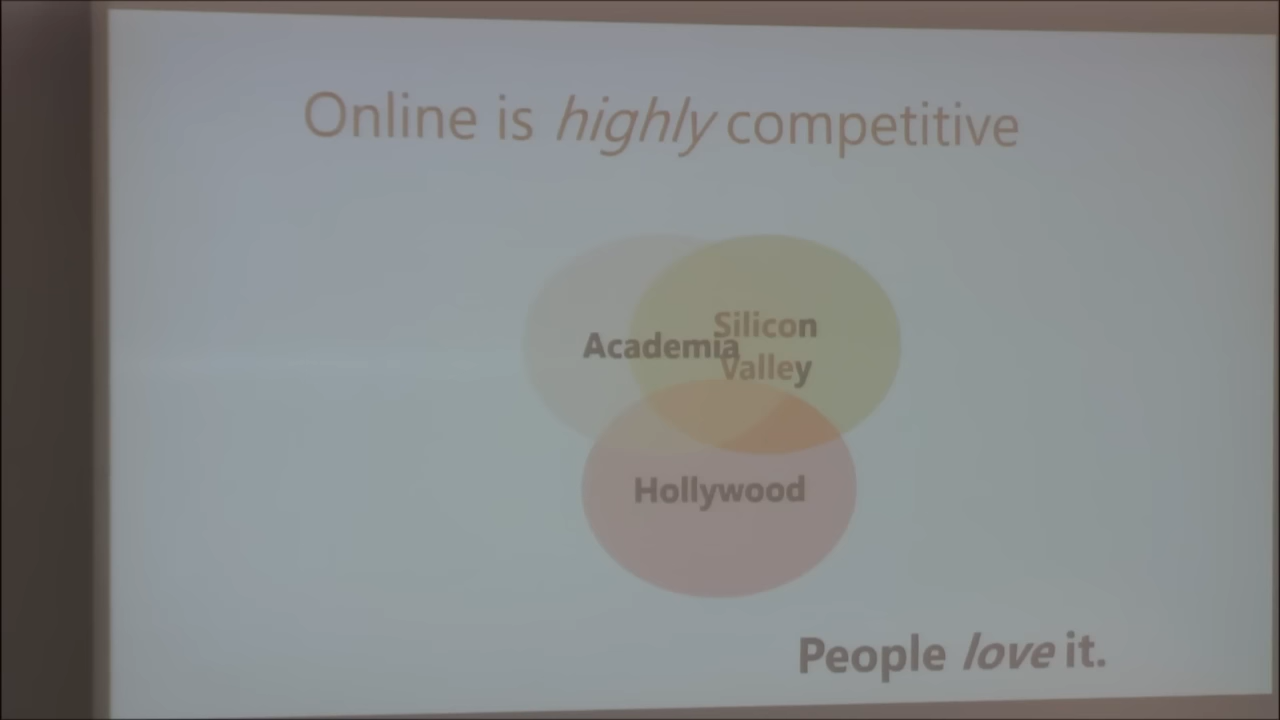 Online is highly competitive
Silicon
Academia
Valley
Hollywood
People love it.